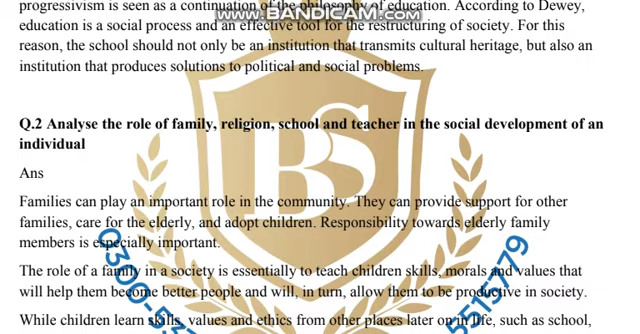 progressivism is seen as a continuation of the philosophy of education. According to Dewey,
www.BANDICAM.com
education is a social process and an effective tool for the restructuring of society. For this
reason, the school should not only be an institution that transmits cultural heritage, but also an
institution that produces solutions to political and social problems.
Q.2 Analyse the role of family, religion, school and teacher in the social development of an
individual
Ans
Families can play an important role in the community. They can provide support for other
families, care for the elderly, and adopt children. Responsibility towards elderly family
members is especially important.
The role of a family in a society is essentially to teach children skills, morals and values that
will help them become better people and will, in turn, allow them to be productive in society.
While children learn skills, values and ethics from other places later on in life, such as school,
BS